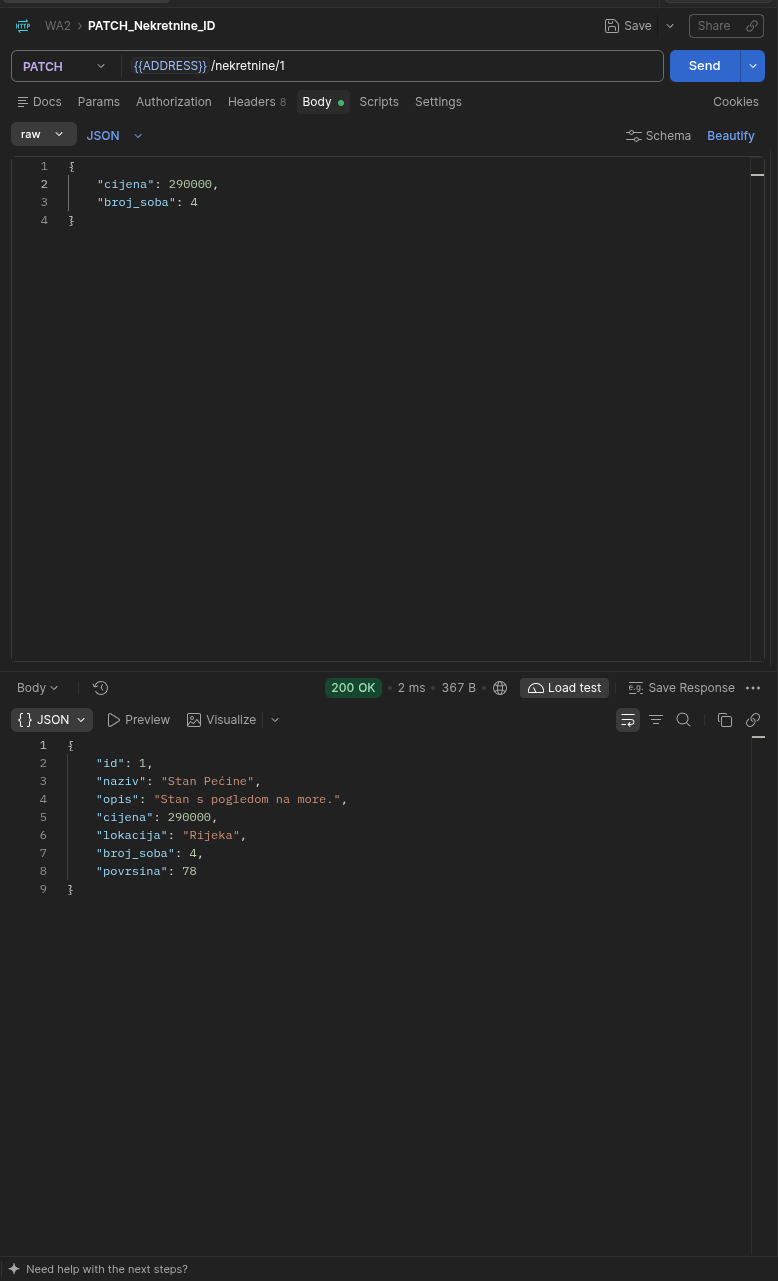 HTTP WA2 > PATCH_Nekretnine_ID Save Share
PATCH {{ADDRESS}} /nekretnine/1 Send
Docs Params Authorization Headers 8 Body Scripts Settings Cookies
raw JSON Schema Beautify
1 {
2 "cijena": 290000,
3 "broj_soba": 4
4 }
Body 200 OK 2 ms 367 B Load test e.g. Save Response
{} JSON Preview Visualize
1 {
2 "id": 1,
3 "naziv": "Stan Pećine",
4 "opis": "Stan s pogledom na more.",
5 "cijena": 290000,
6 "lokacija": "Rijeka",
7 "broj_soba": 4,
8 "povrsina": 78
9 }
Need help with the next steps?